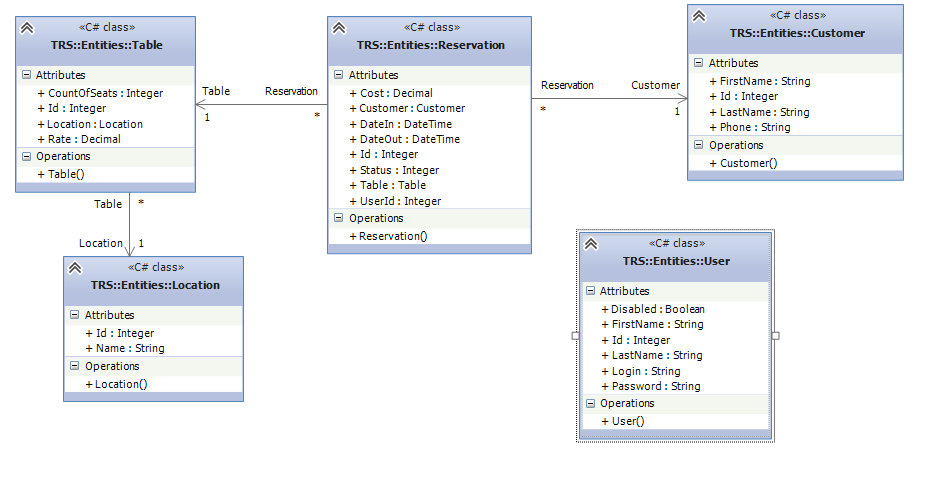 «C# class»
TRS::Entities::Table
Attributes
+ CountOfSeats : Integer
+ Id : Integer
+ Location : Location
+ Rate : Decimal
Operations
+ Table()
Table
Reservation
1
*
«C# class»
TRS::Entities::Reservation
Attributes
+ Cost : Decimal
+ Customer : Customer
+ DateIn : DateTime
+ DateOut : DateTime
+ Id : Integer
+ Status : Integer
+ Table : Table
+ UserId : Integer
Operations
+ Reservation()
Reservation
Customer
*
1
«C# class»
TRS::Entities::Customer
Attributes
+ FirstName : String
+ Id : Integer
+ LastName : String
+ Phone : String
Operations
+ Customer()
Table
*
Location
1
«C# class»
TRS::Entities::Location
Attributes
+ Id : Integer
+ Name : String
Operations
+ Location()
«C# class»
TRS::Entities::User
Attributes
+ Disabled : Boolean
+ FirstName : String
+ Id : Integer
+ LastName : String
+ Login : String
+ Password : String
Operations
+ User()